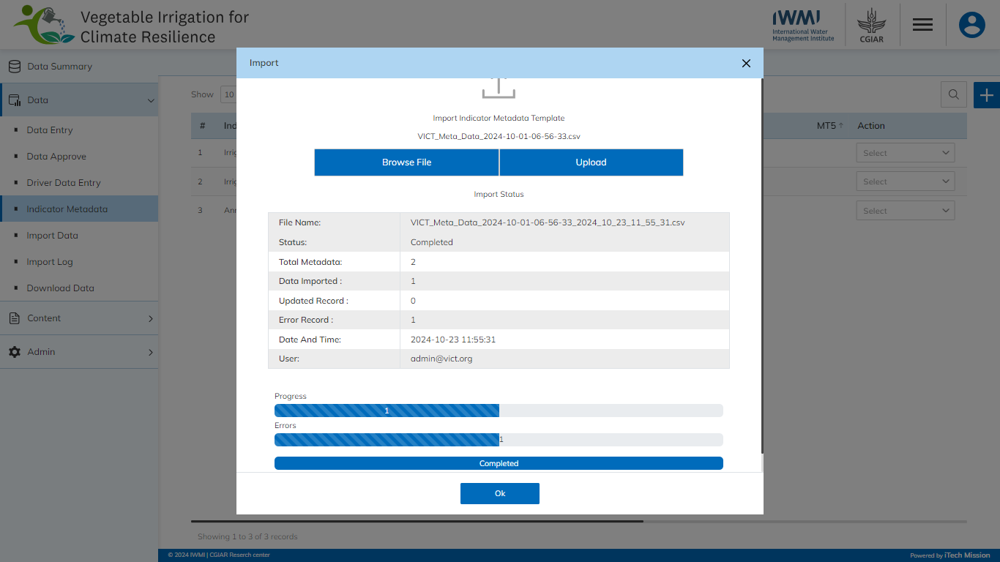 Vegetable Irrigation for
Climate Resilience
IWMI
International Water
Management Institute
CGIAR
Data Summary
Data
Data Entry
Data Approve
Driver Data Entry
Indicator Metadata
Import Data
Import Log
Download Data
Content
Admin
Show 10
# Ind MT5 Action
1 Irrig Select
2 Irrig Select
3 Ann Select
Import
Import Indicator Metadata Template
VICT_Meta_Data_2024-10-01-06-56-33.csv
Browse File Upload
Import Status
File Name: VICT_Meta_Data_2024-10-01-06-56-33_2024_10_23_11_55_31.csv
Status: Completed
Total Metadata: 2
Data Imported : 1
Updated Record : 0
Error Record : 1
Date And Time: 2024-10-23 11:55:31
User: admin@vict.org
Progress
1
Errors
1
Completed
Ok
Showing 1 to 3 of 3 records
© 2024 IWMI | CGIAR Reserch center Powered by iTech Mission